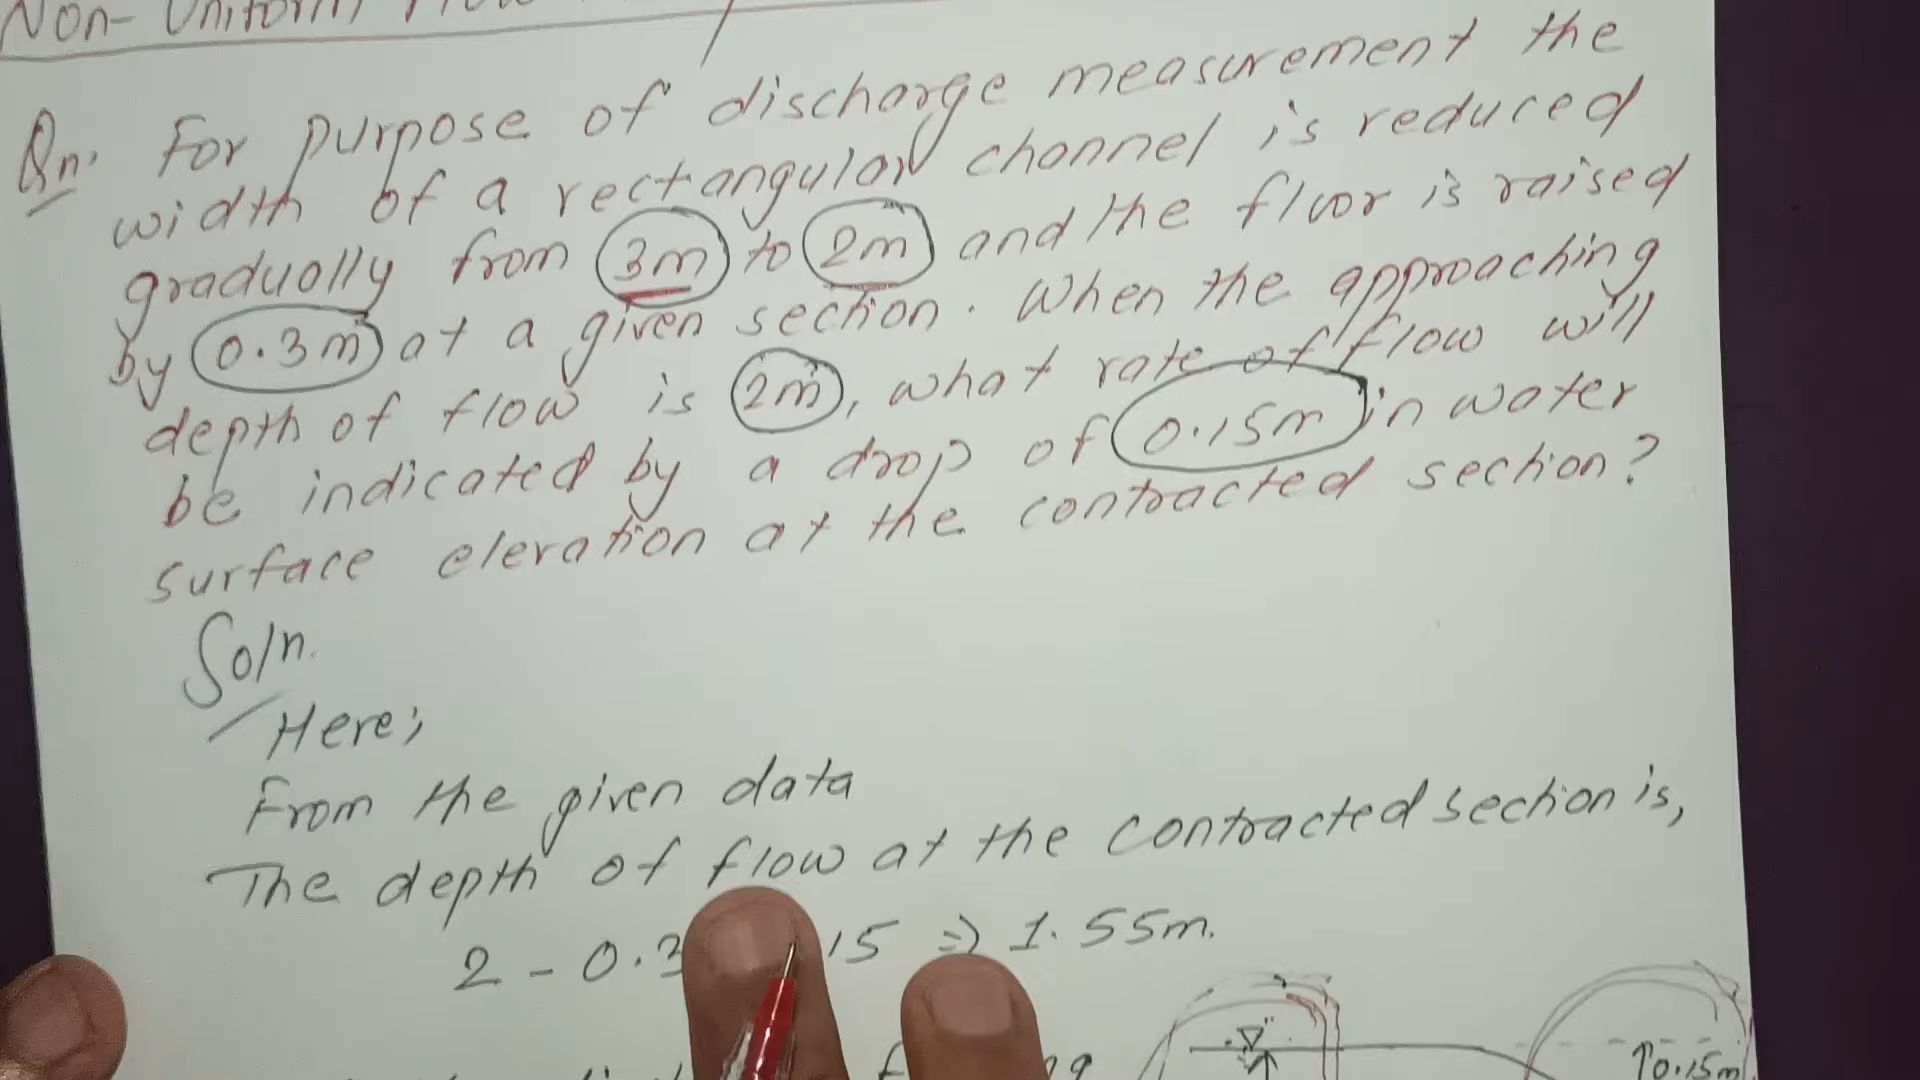 Non-Uniform Flow
Qn. For purpose of discharge measurement the
width of a rectangular channel is reduced
gradually from 3m to 2m and the floor is raised
by 0.3m at a given section. When the approaching
depth of flow is 2m, what rate of flow will
be indicated by a drop of 0.15m in water
surface elevation at the contracted section?
Soln.
Here;
From the given data
The depth of flow at the contracted section is,
2 - 0.3 15 => 1.55m.
↑0.15m